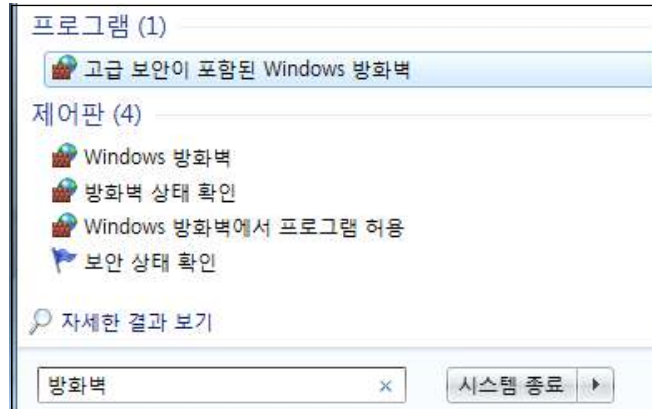 프로그램 (1)
고급 보안이 포함된 Windows 방화벽
제어판 (4)
Windows 방화벽
방화벽 상태 확인
Windows 방화벽에서 프로그램 허용
보안 상태 확인
자세한 결과 보기
방화벽 × 시스템 종료